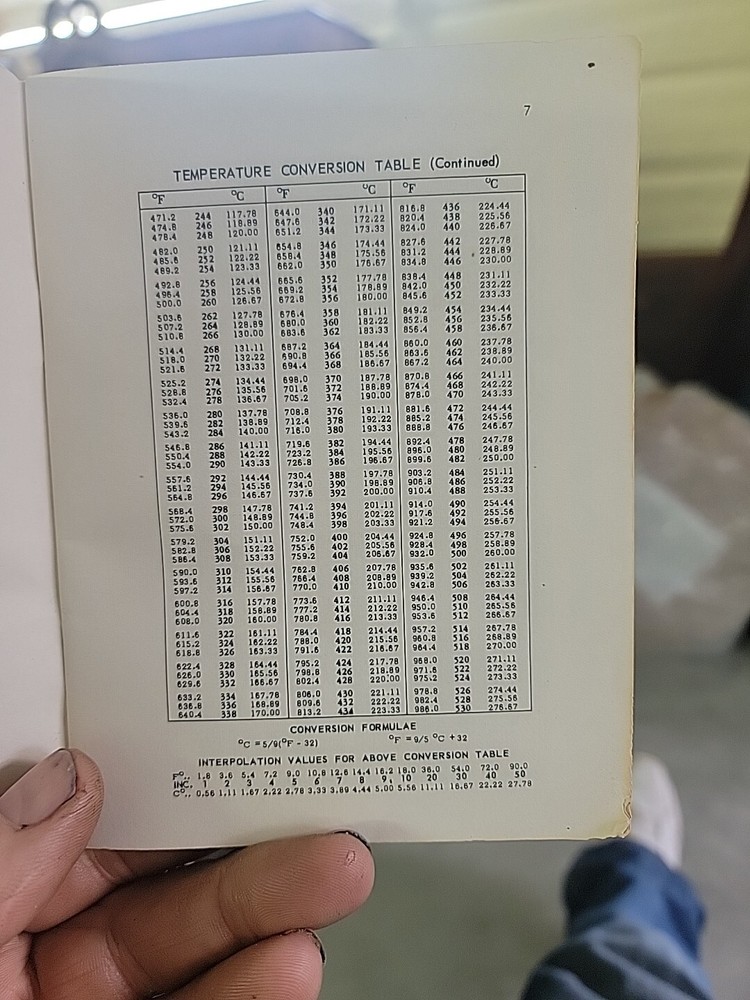 7
TEMPERATURE CONVERSION TABLE (Continued)
°F °C °F °C °F °C
471.2 244 117.78 644.0 340 171.11 816.8 436 224.44
474.8 246 118.89 647.6 342 172.22 820.4 438 225.56
478.4 248 120.00 651.2 344 173.33 824.0 440 226.67
482.0 250 121.11 654.8 346 174.44 827.6 442 227.78
485.6 252 122.22 658.4 348 175.56 831.2 444 228.89
489.2 254 123.33 662.0 350 176.67 834.8 446 230.00
492.8 256 124.44 665.6 352 177.78 838.4 448 231.11
496.4 258 125.56 669.2 354 178.89 842.0 450 232.22
500.0 260 126.67 672.8 356 180.00 845.6 452 233.33
503.6 262 127.78 676.4 358 181.11 849.2 454 234.44
507.2 264 128.89 680.0 360 182.22 852.8 456 235.56
510.8 266 130.00 683.6 362 183.33 856.4 458 236.67
514.4 268 131.11 687.2 364 184.44 860.0 460 237.78
518.0 270 132.22 690.8 366 185.56 863.6 462 238.89
521.6 272 133.33 694.4 368 186.67 867.2 464 240.00
525.2 274 134.44 698.0 370 187.78 870.8 466 241.11
528.8 276 135.56 701.6 372 188.89 874.4 468 242.22
532.4 278 136.67 705.2 374 190.00 878.0 470 243.33
536.0 280 137.78 708.8 376 191.11 881.6 472 244.44
539.6 282 138.89 712.4 378 192.22 885.2 474 245.56
543.2 284 140.00 716.0 380 193.33 888.8 476 246.67
546.8 286 141.11 719.6 382 194.44 892.4 478 247.78
550.4 288 142.22 723.2 384 195.56 896.0 480 248.89
554.0 290 143.33 726.8 386 196.67 899.6 482 250.00
557.6 292 144.44 730.4 388 197.78 903.2 484 251.11
561.2 294 145.56 734.0 390 198.89 906.8 486 252.22
564.8 296 146.67 737.6 392 200.00 910.4 488 253.33
568.4 298 147.78 741.2 394 201.11 914.0 490 254.44
572.0 300 148.89 744.8 396 202.22 917.6 492 255.56
575.6 302 150.00 748.4 398 203.33 921.2 494 256.67
579.2 304 151.11 752.0 400 204.44 924.8 496 257.78
582.8 306 152.22 755.6 402 205.56 928.4 498 258.89
586.4 308 153.33 759.2 404 206.67 932.0 500 260.00
590.0 310 154.44 762.8 406 207.78 935.6 502 261.11
593.6 312 155.56 766.4 408 208.89 939.2 504 262.22
597.2 314 156.67 770.0 410 210.00 942.8 506 263.33
600.8 316 157.78 773.6 412 211.11 946.4 508 264.44
604.4 318 158.89 777.2 414 212.22 950.0 510 265.56
608.0 320 160.00 780.8 416 213.33 953.6 512 266.67
611.6 322 161.11 784.4 418 214.44 957.2 514 267.78
615.2 324 162.22 788.0 420 215.56 960.8 516 268.89
618.8 326 163.33 791.6 422 216.67 964.4 518 270.00
622.4 328 164.44 795.2 424 217.78 968.0 520 271.11
626.0 330 165.56 798.8 426 218.89 971.6 522 272.22
629.6 332 166.67 802.4 428 220.00 975.2 524 273.33
633.2 334 167.78 806.0 430 221.11 978.8 526 274.44
636.8 336 168.89 809.6 432 222.22 982.4 528 275.56
640.4 338 170.00 813.2 434 223.33 986.0 530 276.67
CONVERSION FORMULAE
°C = 5/9(°F - 32) °F = 9/5 °C + 32
INTERPOLATION VALUES FOR ABOVE CONVERSION TABLE
F°.. 1.8 3.6 5.4 7.2 9.0 10.8 12.6 14.4 16.2 18.0 36.0 54.0 72.0 90.0
INC. 1 2 3 4 5 6 7 8 9 10 20 30 40 50
C°.. 0.56 1.11 1.67 2.22 2.78 3.33 3.89 4.44 5.00 5.56 11.11 16.67 22.22 27.78